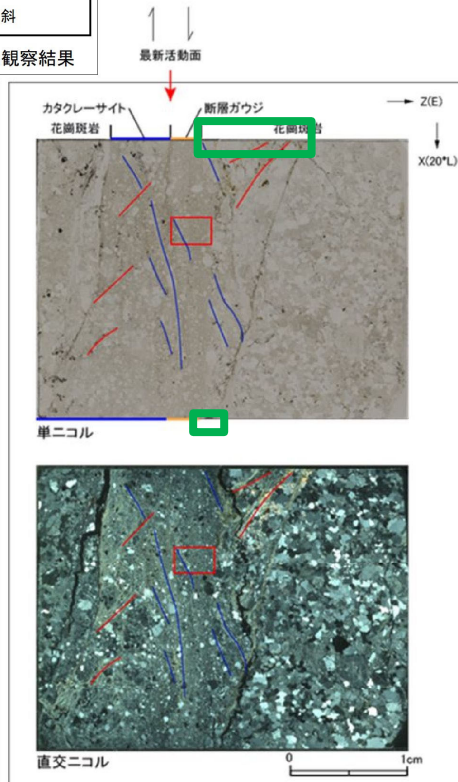 斜
観察結果
最新活動面
カタクレーサイト
断層ガウジ
花崗斑岩
花崗斑岩
Z(E)
X(20°L)
単ニコル
直交ニコル
0
1cm